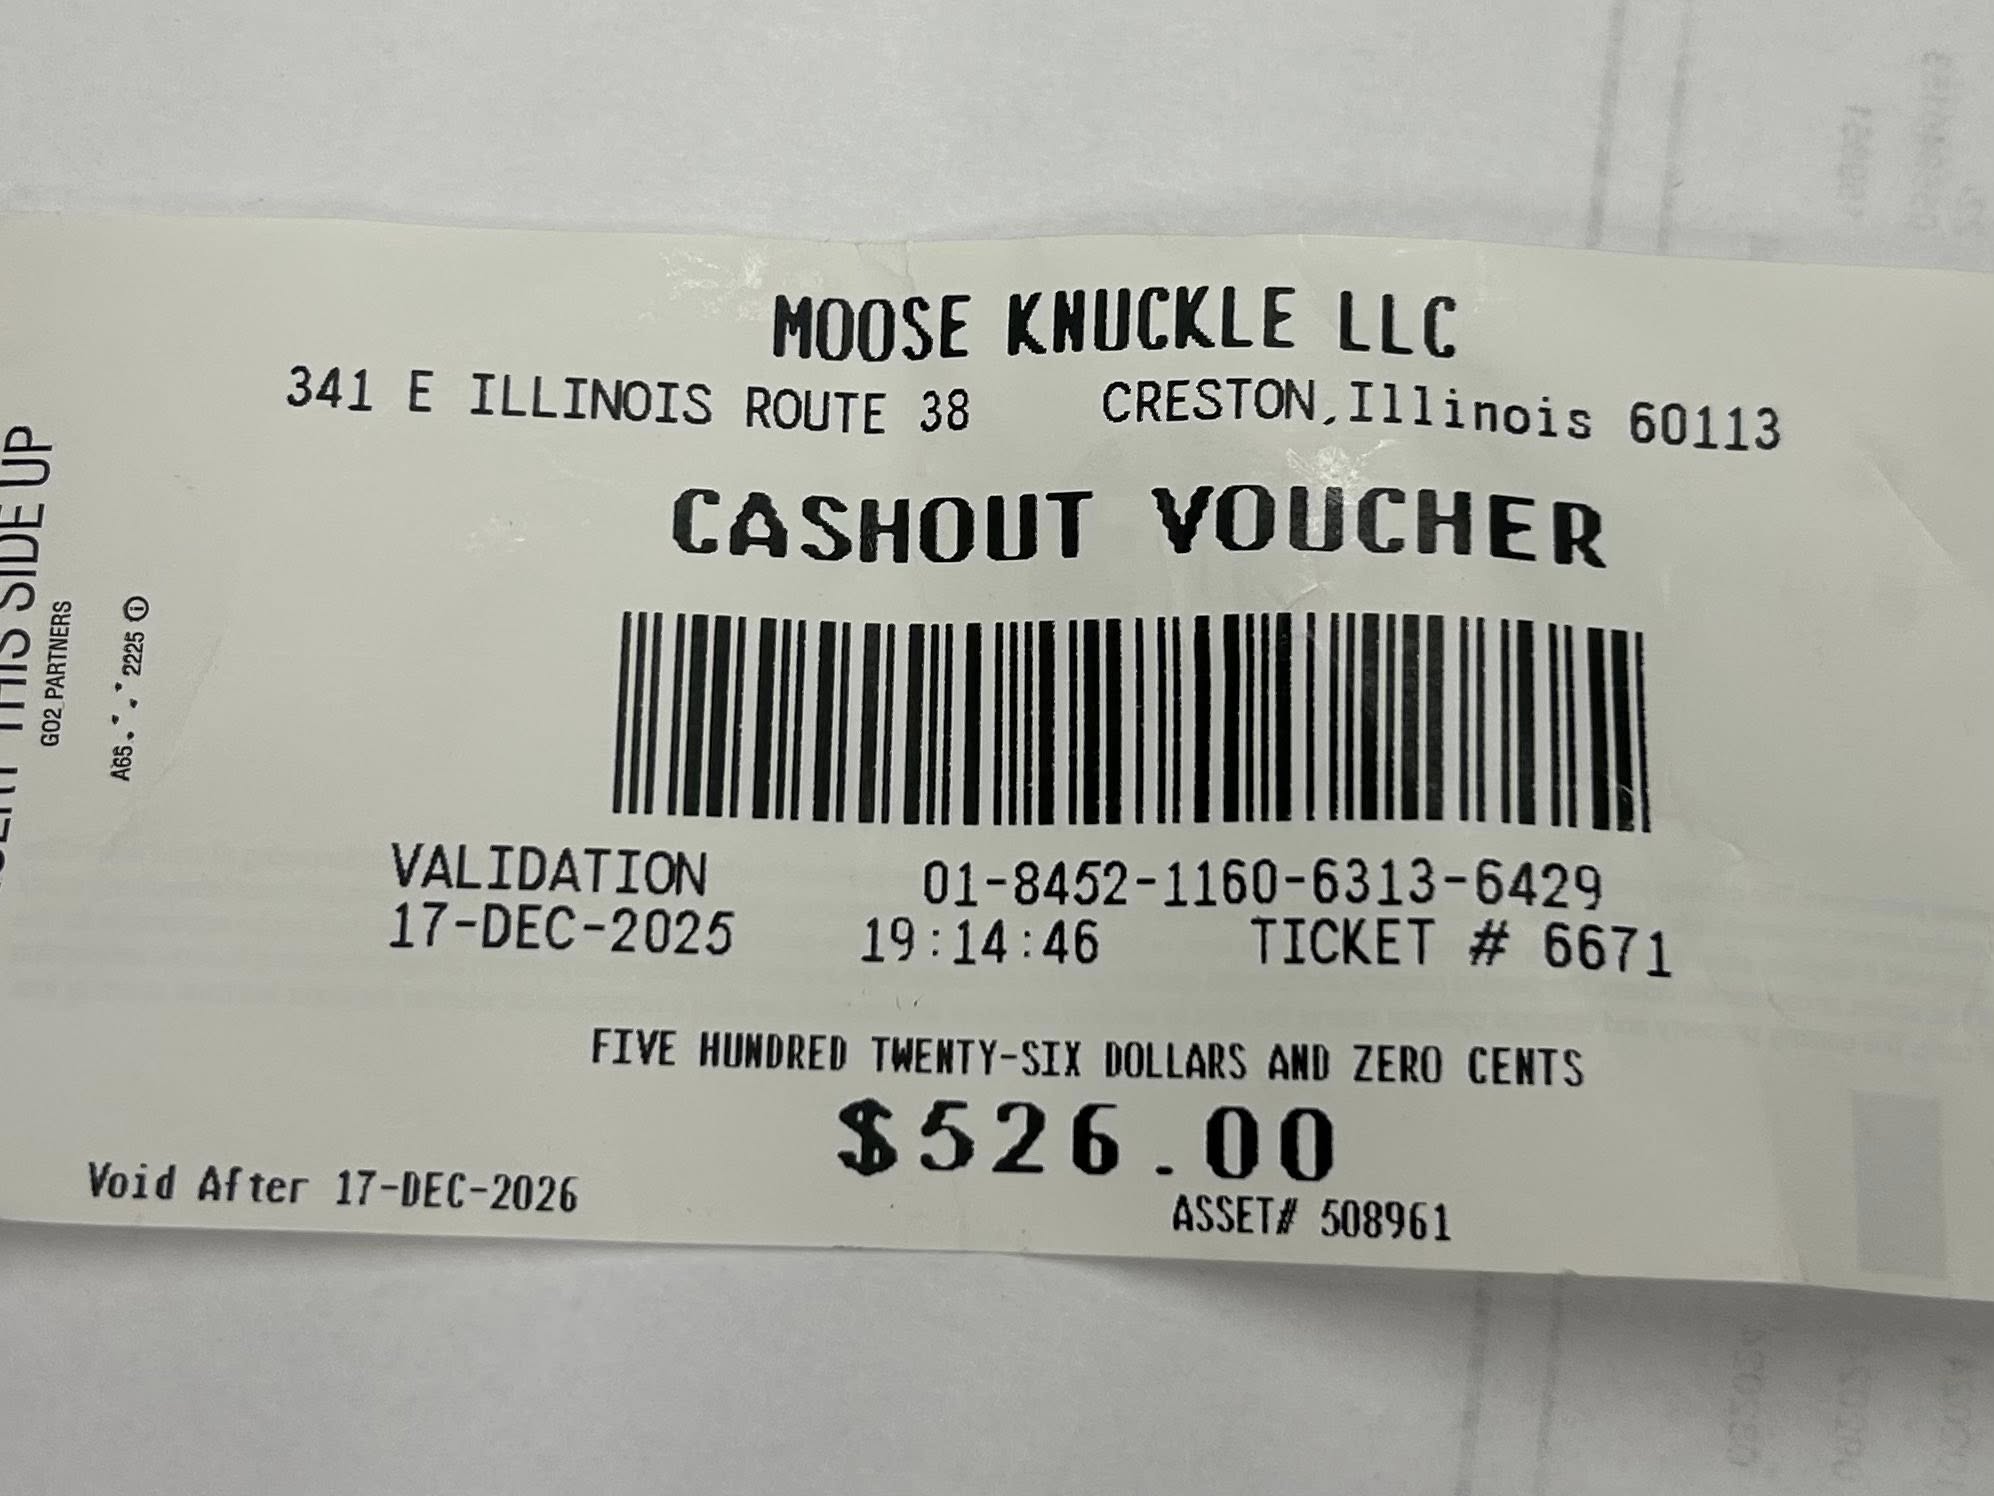 MOOSE KNUCKLE LLC
341 E ILLINOIS ROUTE 38 CRESTON,Illinois 60113
CASHOUT VOUCHER
VALIDATION 01-8452-1160-6313-6429
17-DEC-2025 19:14:46 TICKET # 6671
FIVE HUNDRED TWENTY-SIX DOLLARS AND ZERO CENTS
$526.00
Void After 17-DEC-2026
ASSET# 508961
THIS SIDE UP
GO2 PARTNERS
A65 2225